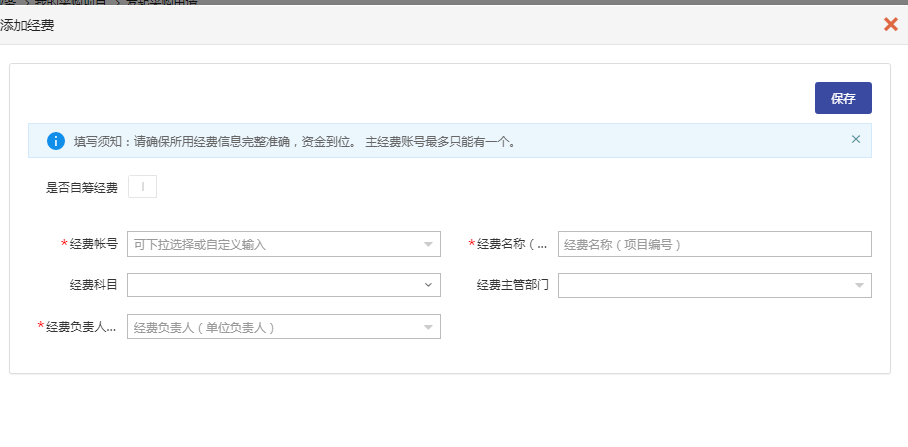 添加经费
保存
填写须知：请确保所用经费信息完整准确，资金到位。 主经费账号最多只能有一个。
是否自筹经费
*经费帐号 可下拉选择或自定义输入 *经费名称（... 经费名称（项目编号）
经费科目 经费主管部门
*经费负责人... 经费负责人（单位负责人）